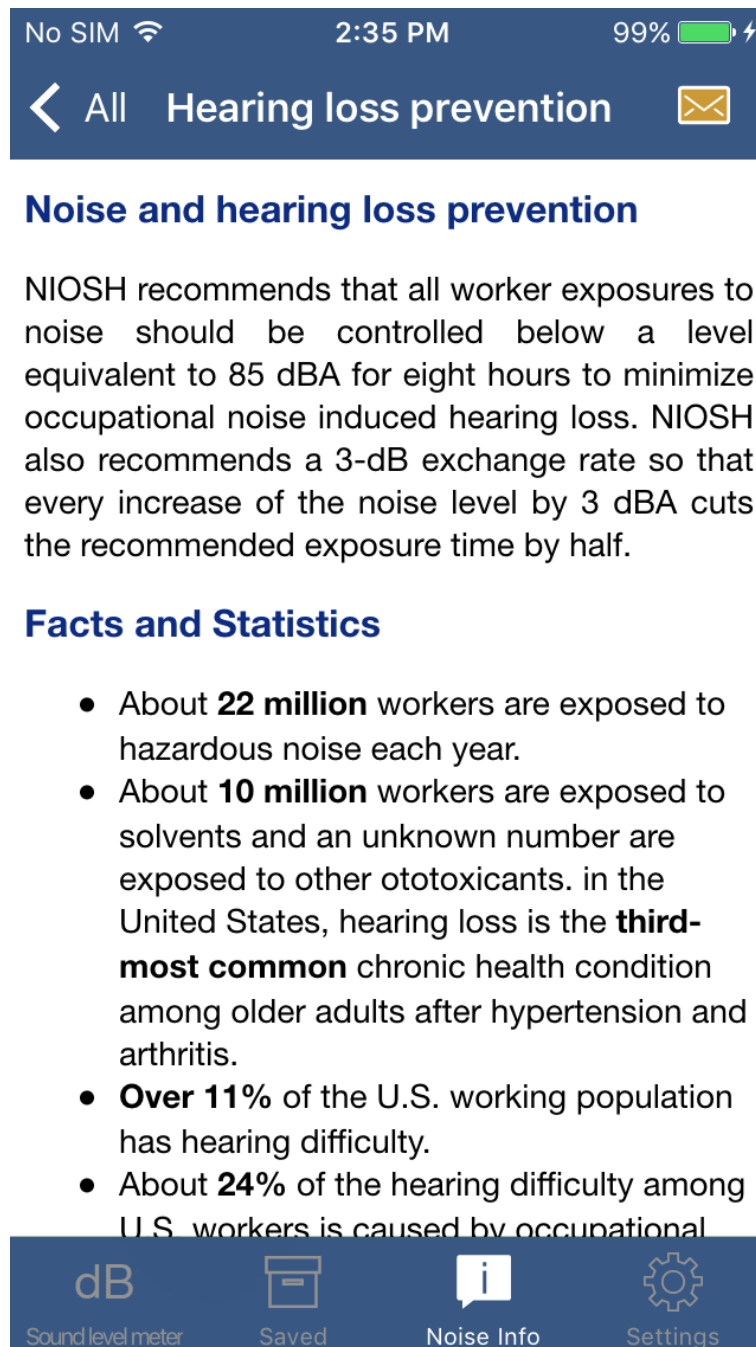 No SIM 2:35 PM 99%
All Hearing loss prevention
Noise and hearing loss prevention
NIOSH recommends that all worker exposures to
noise should be controlled below a level
equivalent to 85 dBA for eight hours to minimize
occupational noise induced hearing loss. NIOSH
also recommends a 3-dB exchange rate so that
every increase of the noise level by 3 dBA cuts
the recommended exposure time by half.
Facts and Statistics
● About 22 million workers are exposed to
hazardous noise each year.
● About 10 million workers are exposed to
solvents and an unknown number are
exposed to other ototoxicants. in the
United States, hearing loss is the third-
most common chronic health condition
among older adults after hypertension and
arthritis.
● Over 11% of the U.S. working population
has hearing difficulty.
● About 24% of the hearing difficulty among
U.S. workers is caused by occupational
dB i
Sound level meter Saved Noise Info Settings